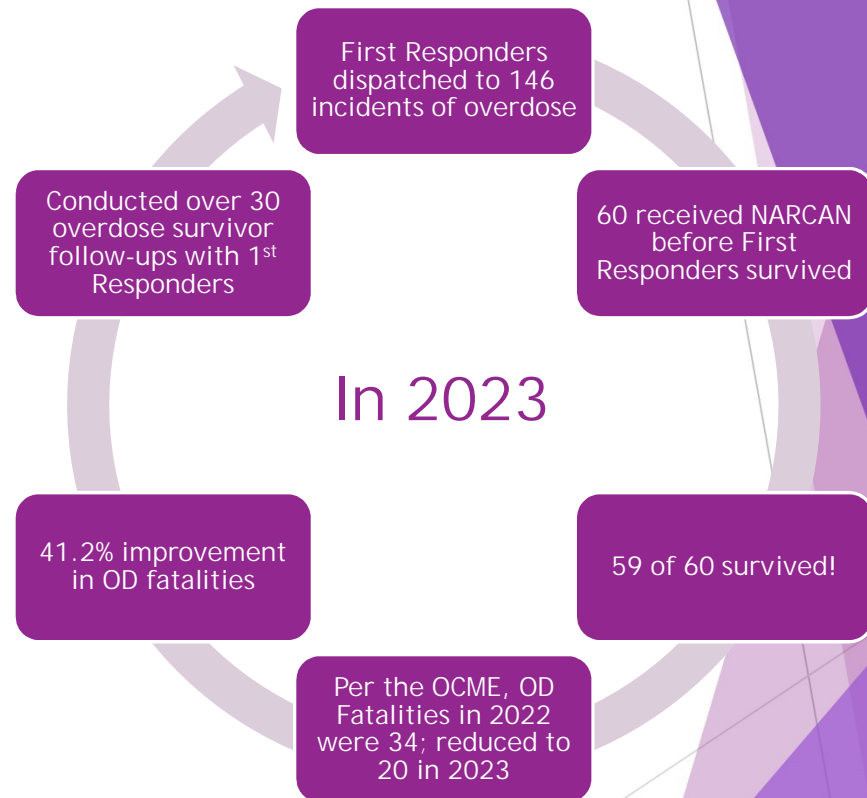 First Responders
dispatched to 146
incidents of overdose
60 received NARCAN
before First
Responders survived
59 of 60 survived!
Per the OCME, OD
Fatalities in 2022
were 34; reduced to
20 in 2023
41.2% improvement
in OD fatalities
Conducted over 30
overdose survivor
follow-ups with 1st
Responders
In 2023